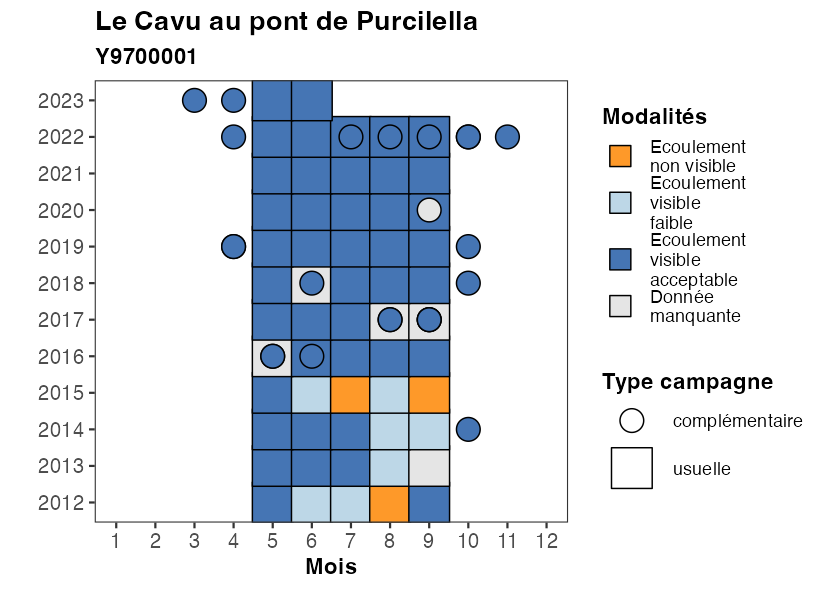 Le Cavu au pont de Purcilella
Y9700001
2023
2022
2021
2020
2019
2018
2017
2016
2015
2014
2013
2012
1 2 3 4 5 6 7 8 9 10 11 12
Mois
Modalités
Ecoulement
non visible
Ecoulement
visible
faible
Ecoulement
visible
acceptable
Donnée
manquante
Type campagne
complémentaire
usuelle